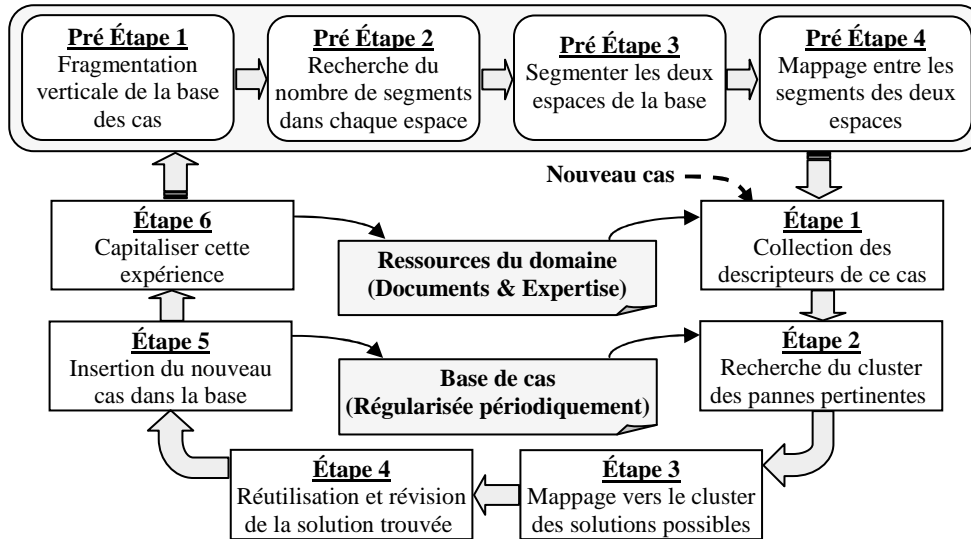 Pré Étape 1
Fragmentation
verticale de la base
des cas
Pré Étape 2
Recherche du
nombre de segments
dans chaque espace
Pré Étape 3
Segmenter les deux
espaces de la base
Pré Étape 4
Mappage entre les
segments des deux
espaces
Nouveau cas
Étape 6
Capitaliser cette
expérience
Ressources du domaine
(Documents & Expertise)
Étape 1
Collection des
descripteurs de ce cas
Étape 5
Insertion du nouveau
cas dans la base
Base de cas
(Régularisée périodiquement)
Étape 2
Recherche du cluster
des pannes pertinentes
Étape 4
Réutilisation et révision
de la solution trouvée
Étape 3
Mappage vers le cluster
des solutions possibles